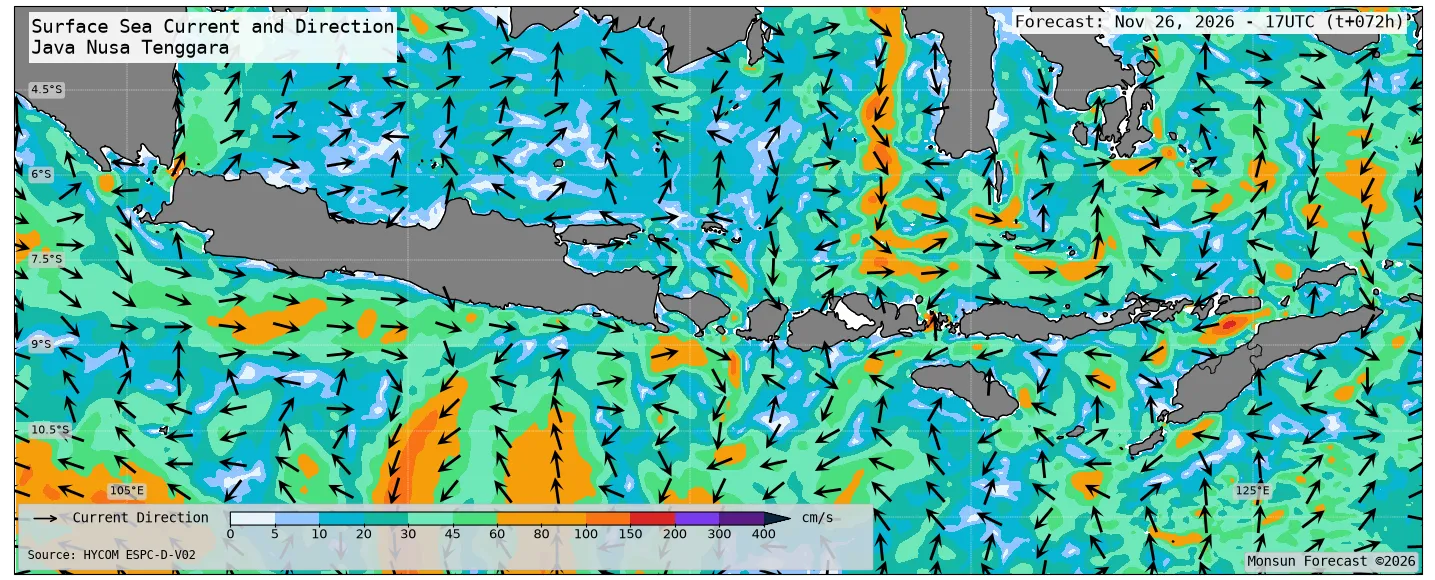 Surface Sea Current and Direction
Java Nusa Tenggara
Forecast: Nov 26, 2026 - 17UTC (t+072h)
4.5°S
6°S
7.5°S
9°S
10.5°S
105°E
125°E
Current Direction
0 5 10 20 30 45 60 80 100 150 200 300 400 cm/s
Source: HYCOM ESPC-D-V02
Monsun Forecast ©2026